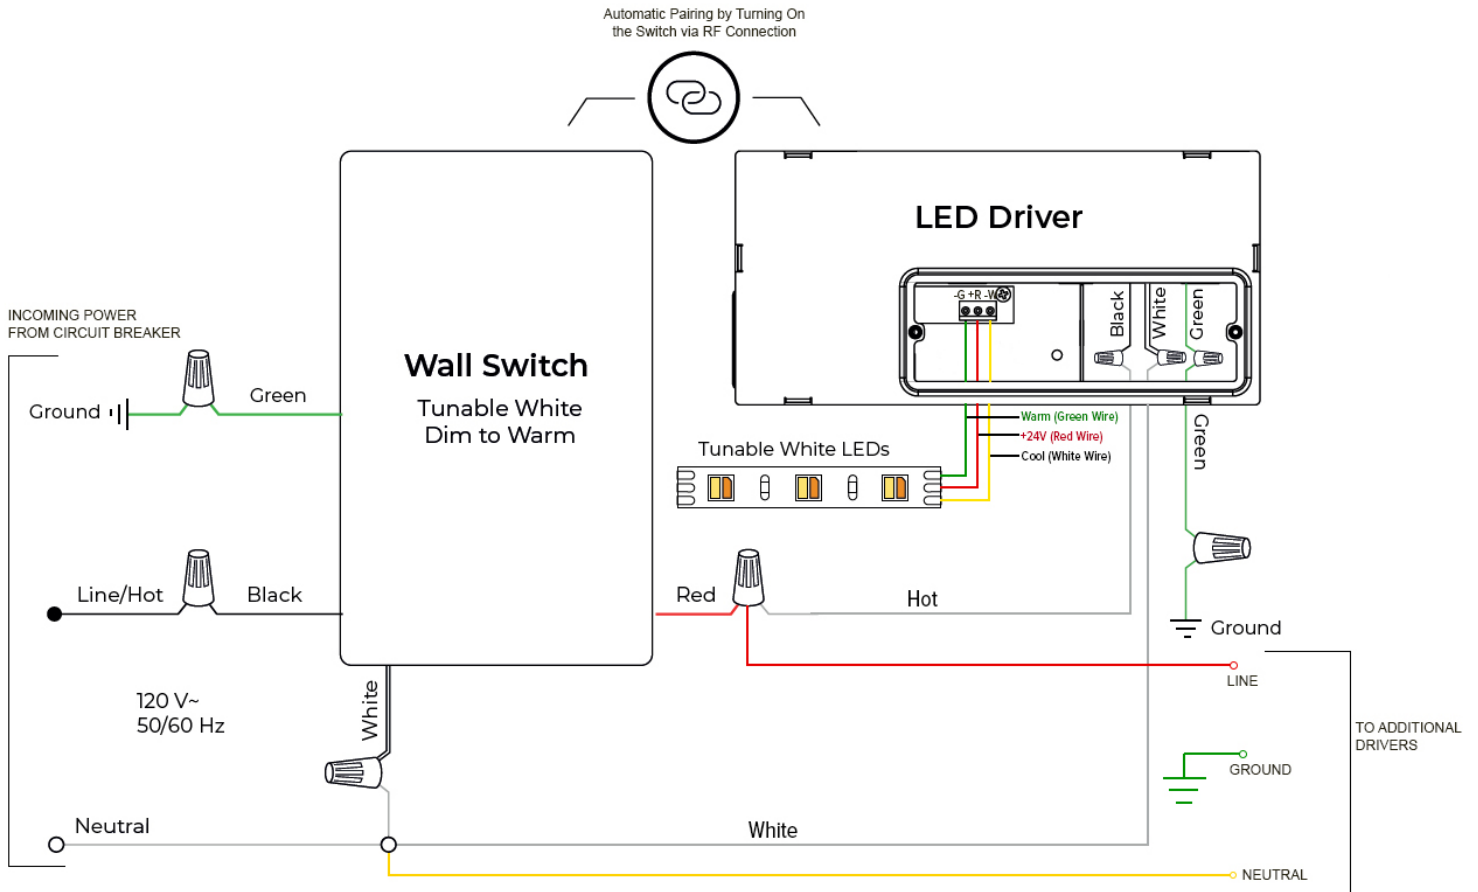 Automatic Pairing by Turning On
the Switch via RF Connection
LED Driver
-G +R -W
Black
White
Green
INCOMING POWER
FROM CIRCUIT BREAKER
Wall Switch
Tunable White
Dim to Warm
Ground
Green
Warm (Green Wire)
+24V (Red Wire)
Cool (White Wire)
Green
Tunable White LEDs
Line/Hot
Black
Red
Hot
Ground
LINE
120 V~
50/60 Hz
White
TO ADDITIONAL
DRIVERS
GROUND
Neutral
White
NEUTRAL